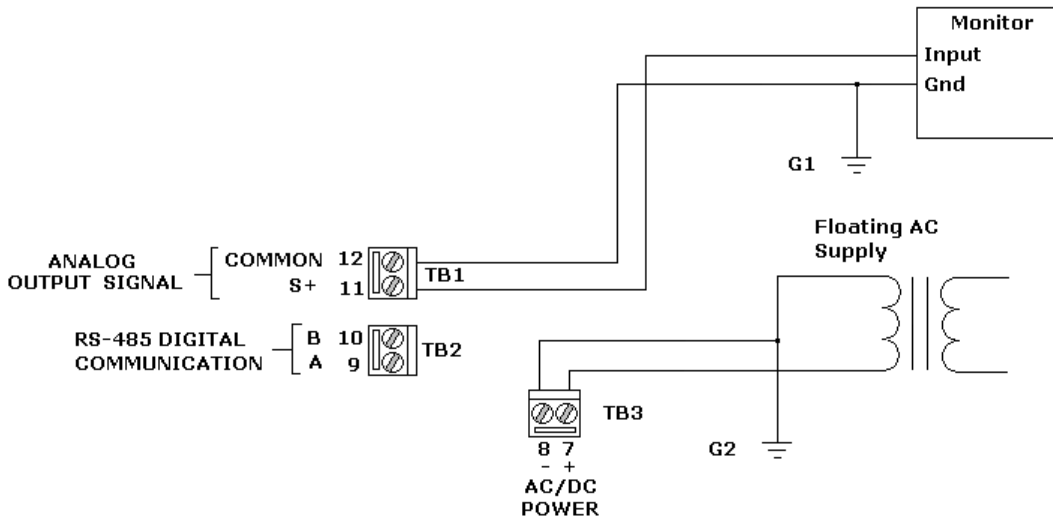 Monitor
Input
Gnd
G1
Floating AC
Supply
ANALOG
OUTPUT SIGNAL
COMMON 12
S+ 11
TB1
RS-485 DIGITAL
COMMUNICATION
B 10
A 9
TB2
TB3
8 7
- +
AC/DC
POWER
G2